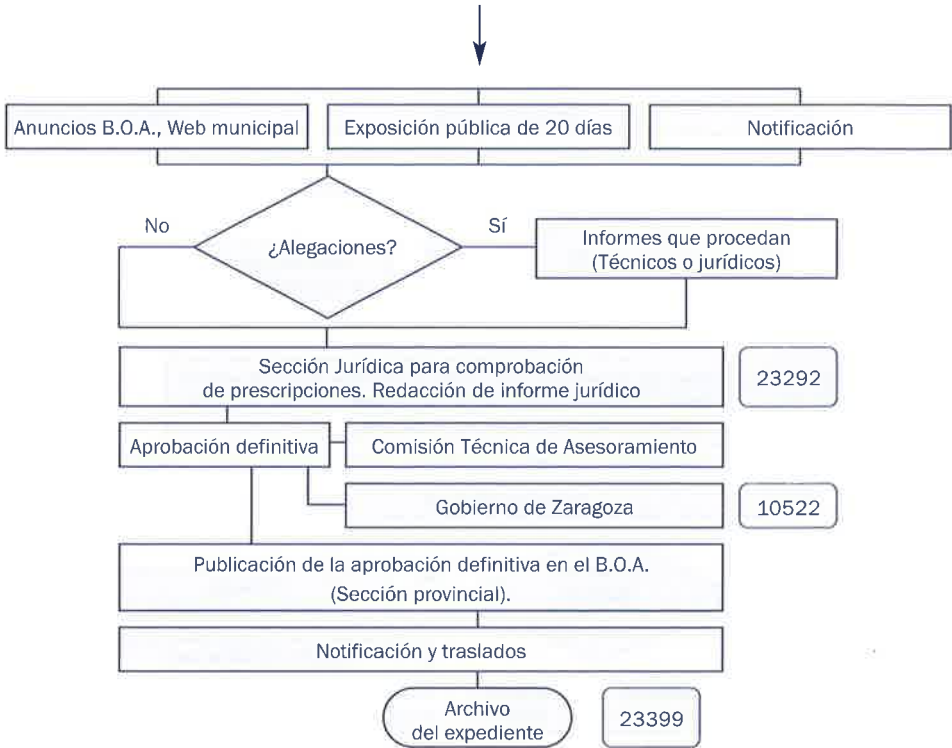 Anuncios B.O.A., Web municipal
Exposición pública de 20 días
Notificación
No
¿Alegaciones?
Sí
Informes que procedan
(Técnicos o jurídicos)
Sección Jurídica para comprobación
de prescripciones. Redacción de informe jurídico
23292
Aprobación definitiva
Comisión Técnica de Asesoramiento
Gobierno de Zaragoza
10522
Publicación de la aprobación definitiva en el B.O.A.
(Sección provincial).
Notificación y traslados
Archivo
del expediente
23399